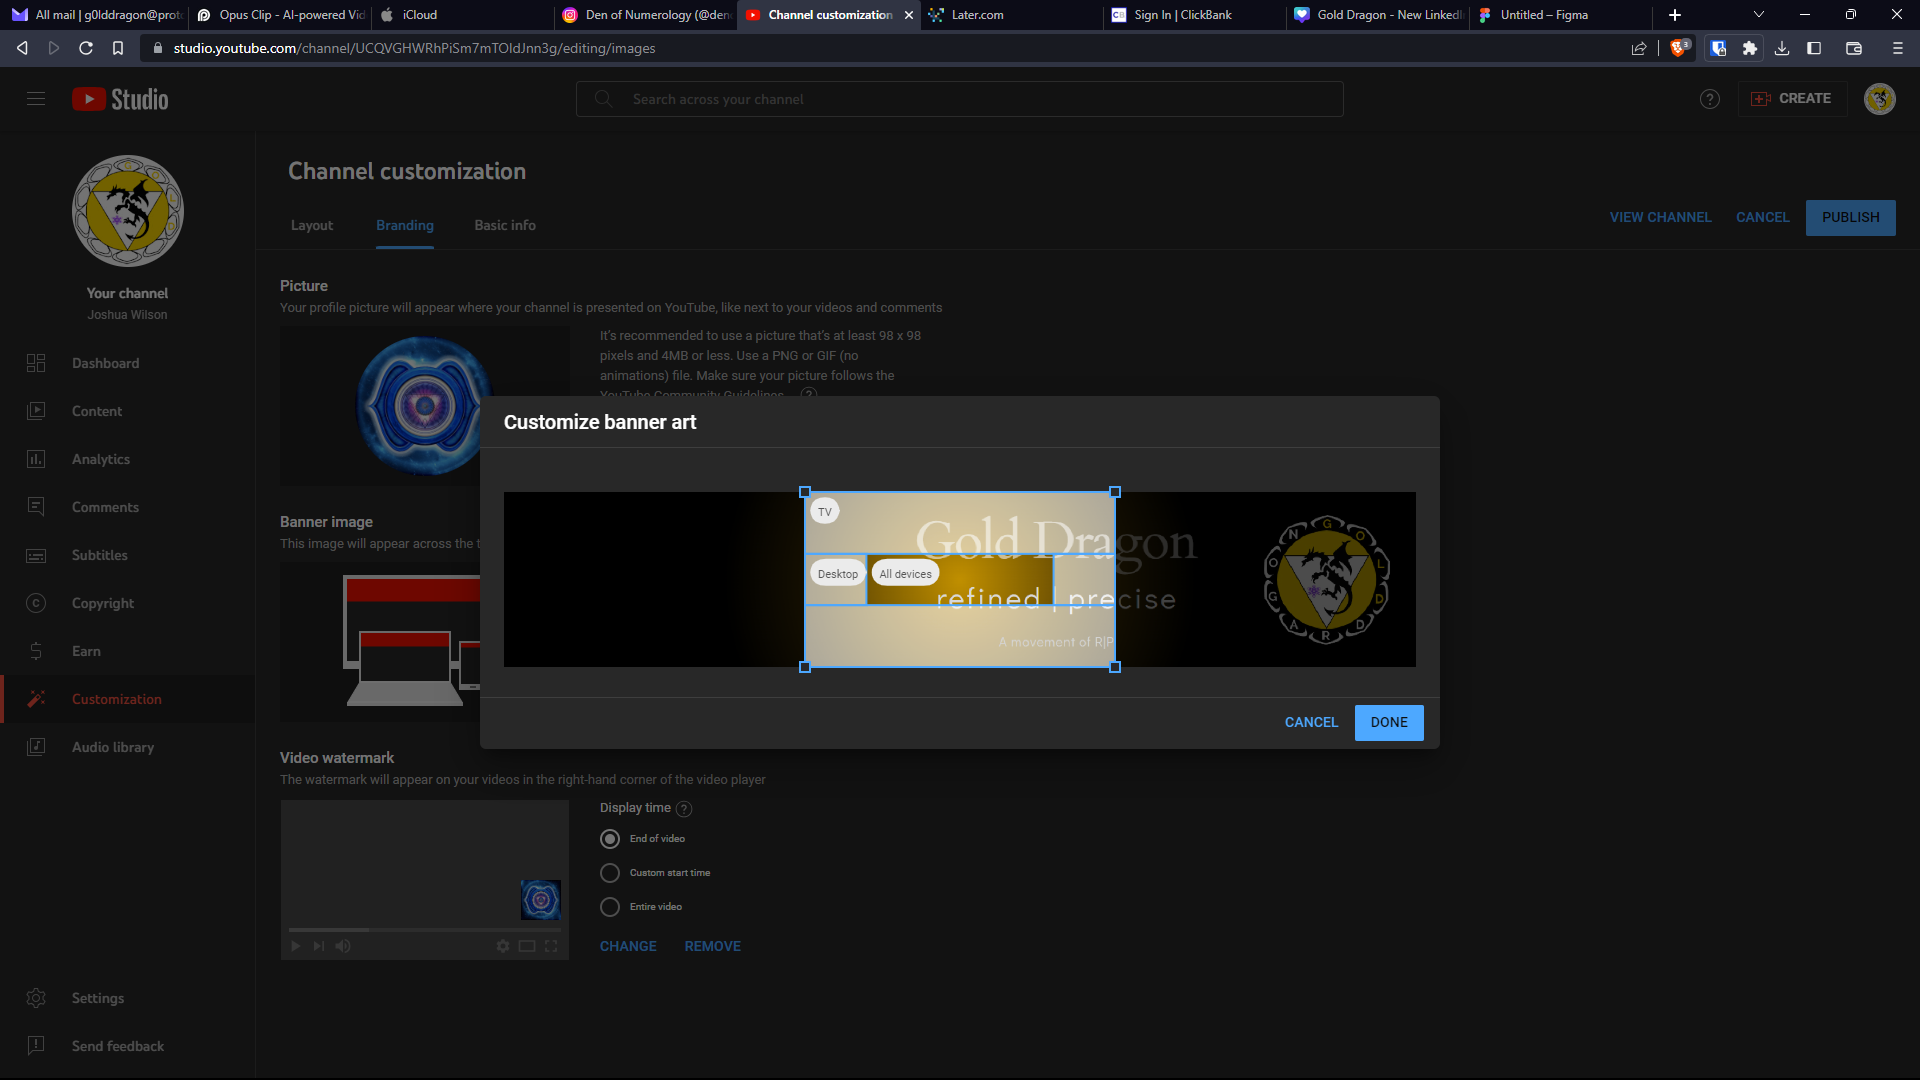 All mail | g0lddragon@prot
Opus Clip - AI-powered Vid
iCloud
Den of Numerology (@den
Channel customization
Later.com
CB
Sign In | ClickBank
Gold Dragon - New LinkedI
Untitled – Figma
studio.youtube.com/channel/UCQVGHWRhPiSm7mTOldJnn3g/editing/images
3
Studio
Search across your channel
CREATE
Your channel
Joshua Wilson
Dashboard
Content
Analytics
Comments
Subtitles
Copyright
Earn
Customization
Audio library
Settings
Send feedback
Channel customization
Layout
Branding
Basic info
VIEW CHANNEL
CANCEL
PUBLISH
Picture
Your profile picture will appear where your channel is presented on YouTube, like next to your videos and comments
It's recommended to use a picture that's at least 98 x 98
pixels and 4MB or less. Use a PNG or GIF (no
animations) file. Make sure your picture follows the
YouTube Community Guidelines
Banner image
This image will appear across the t
Customize banner art
TV
Desktop
All devices
Gold Dragon
refined | precise
A movement of R|P
GOLD DRAGON
CANCEL
DONE
Video watermark
The watermark will appear on your videos in the right-hand corner of the video player
Display time
End of video
Custom start time
Entire video
CHANGE
REMOVE